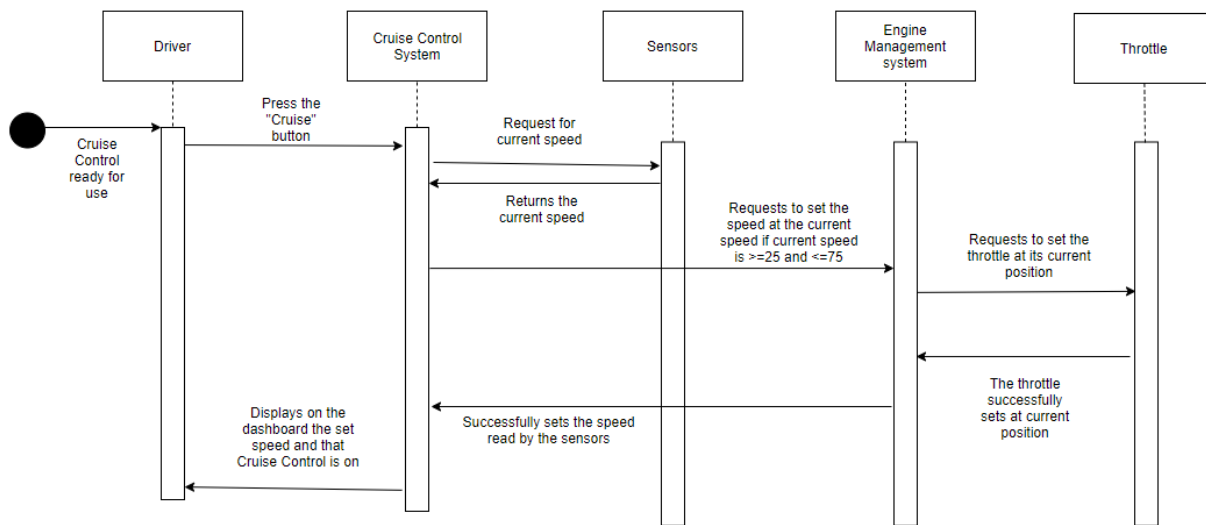 Driver
Cruise Control
System
Sensors
Engine
Management
system
Throttle
Cruise
Control
ready for
use
Press the
"Cruise"
button
Request for
current speed
Returns the
current speed
Requests to set the
speed at the current
speed if current speed
is >=25 and <=75
Requests to set the
throttle at its current
position
The throttle
successfully
sets at current
position
Successfully sets the speed
read by the sensors
Displays on the
dashboard the set
speed and that
Cruise Control is on